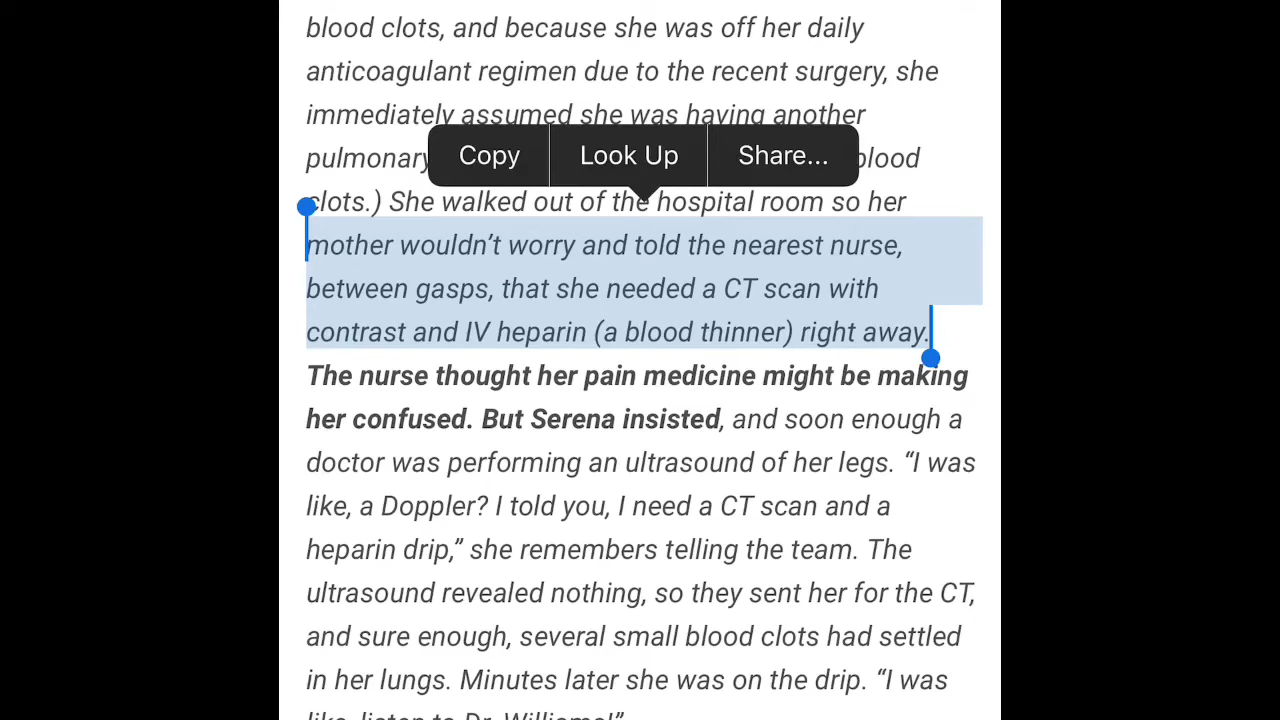 blood clots, and because she was off her daily
anticoagulant regimen due to the recent surgery, she
immediately assumed she was having another
Copy Look Up Share...
pulmonary blood
clots.) She walked out of the hospital room so her
mother wouldn’t worry and told the nearest nurse,
between gasps, that she needed a CT scan with
contrast and IV heparin (a blood thinner) right away.
The nurse thought her pain medicine might be making
her confused. But Serena insisted, and soon enough a
doctor was performing an ultrasound of her legs. “I was
like, a Doppler? I told you, I need a CT scan and a
heparin drip,” she remembers telling the team. The
ultrasound revealed nothing, so they sent her for the CT,
and sure enough, several small blood clots had settled
in her lungs. Minutes later she was on the drip. “I was
like, listen to Dr. Williams!”